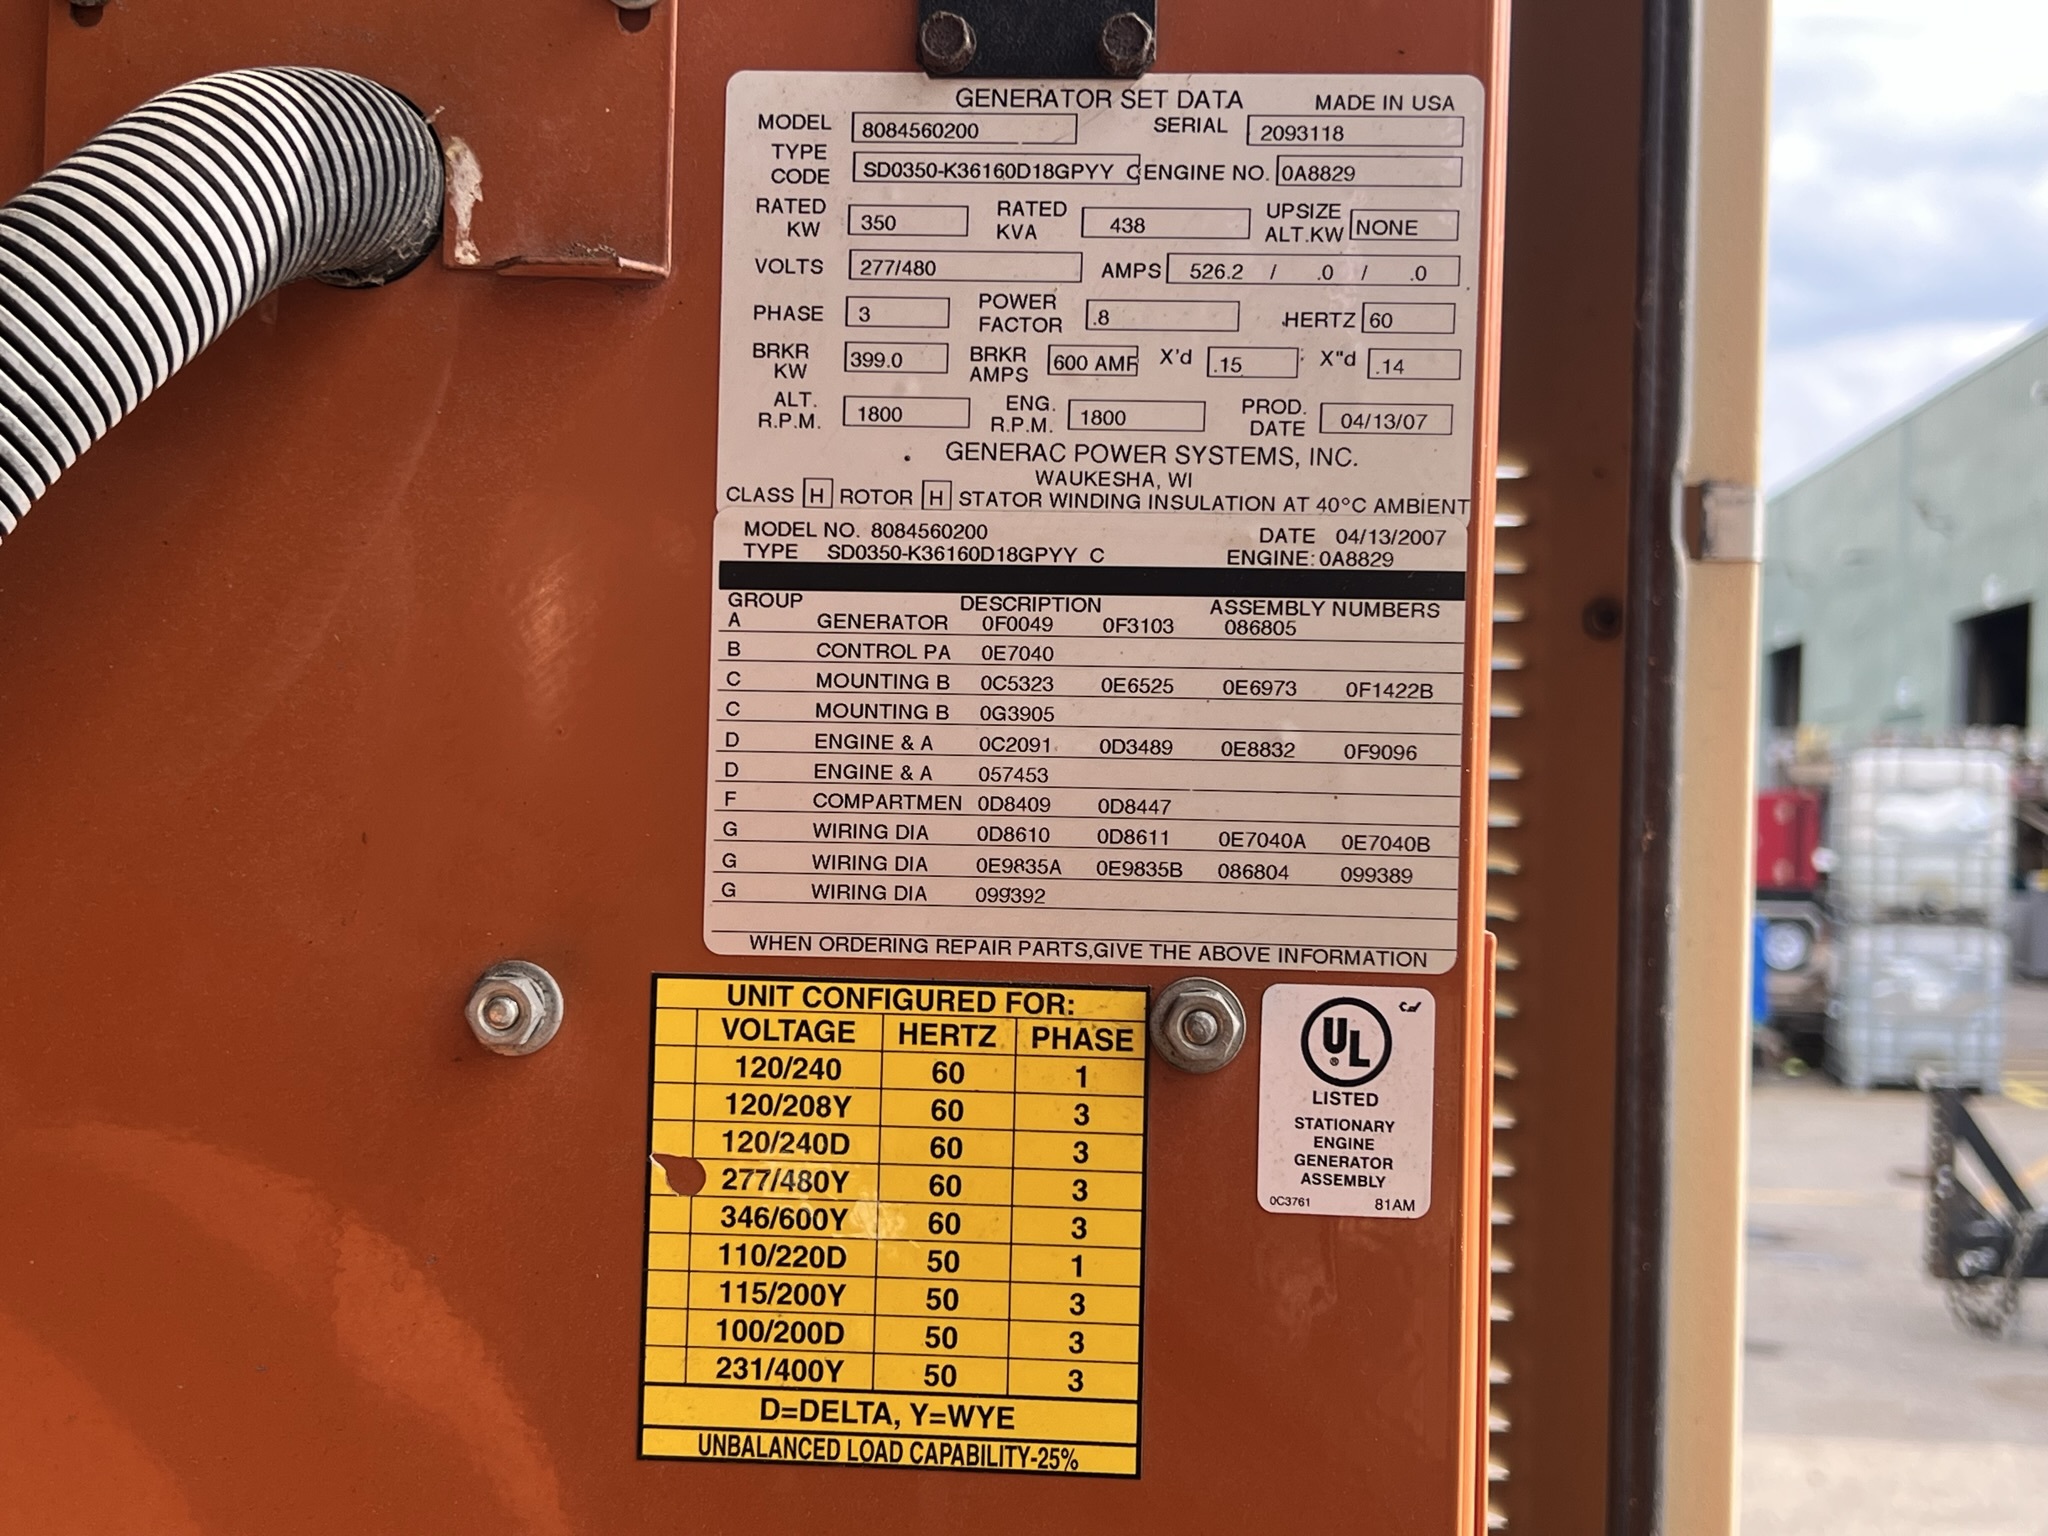 GENERATOR SET DATA MADE IN USA
MODEL 8084560200 SERIAL 2093118
TYPE CODE SD0350-K36160D18GPYY C ENGINE NO. 0A8829
RATED KW 350 RATED KVA 438 UPSIZE ALT.KW NONE
VOLTS 277/480 AMPS 526.2 / .0 / .0
PHASE 3 POWER FACTOR .8 HERTZ 60
BRKR KW 399.0 BRKR AMPS 600 AMP X'd .15 X"d .14
ALT. R.P.M. 1800 ENG. R.P.M. 1800 PROD. DATE 04/13/07
GENERAC POWER SYSTEMS, INC.
WAUKESHA, WI
CLASS H ROTOR H STATOR WINDING INSULATION AT 40°C AMBIENT
MODEL NO. 8084560200 DATE 04/13/2007
TYPE SD0350-K36160D18GPYY C ENGINE: 0A8829
GROUP DESCRIPTION ASSEMBLY NUMBERS
A GENERATOR 0F0049 0F3103 086805
B CONTROL PA 0E7040
C MOUNTING B 0C5323 0E6525 0E6973 0F1422B
C MOUNTING B 0G3905
D ENGINE & A 0C2091 0D3489 0E8832 0F9096
D ENGINE & A 057453
F COMPARTMEN 0D8409 0D8447
G WIRING DIA 0D8610 0D8611 0E7040A 0E7040B
G WIRING DIA 0E9835A 0E9835B 086804 099389
G WIRING DIA 099392
WHEN ORDERING REPAIR PARTS,GIVE THE ABOVE INFORMATION
UNIT CONFIGURED FOR:
VOLTAGE HERTZ PHASE
120/240 60 1
120/208Y 60 3
120/240D 60 3
277/480Y 60 3
346/600Y 60 3
110/220D 50 1
115/200Y 50 3
100/200D 50 3
231/400Y 50 3
D=DELTA, Y=WYE
UNBALANCED LOAD CAPABILITY-25%
UL ®
LISTED
STATIONARY
ENGINE
GENERATOR
ASSEMBLY
0C3761 81AM